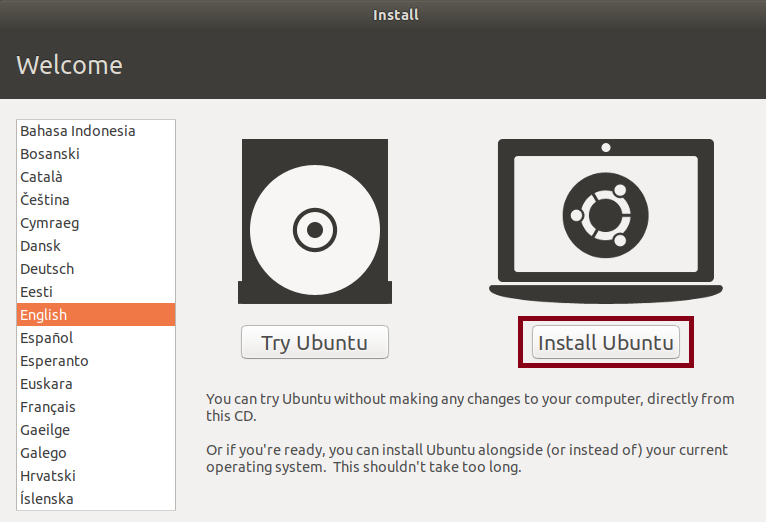 Install
Welcome
Bahasa Indonesia
Bosanski
Català
Čeština
Cymraeg
Dansk
Deutsch
Eesti
English
Español
Esperanto
Euskara
Français
Gaeilge
Galego
Hrvatski
Íslenska
Try Ubuntu
Install Ubuntu
You can try Ubuntu without making any changes to your computer, directly from
this CD.
Or if you're ready, you can install Ubuntu alongside (or instead of) your current
operating system.  This shouldn't take too long.